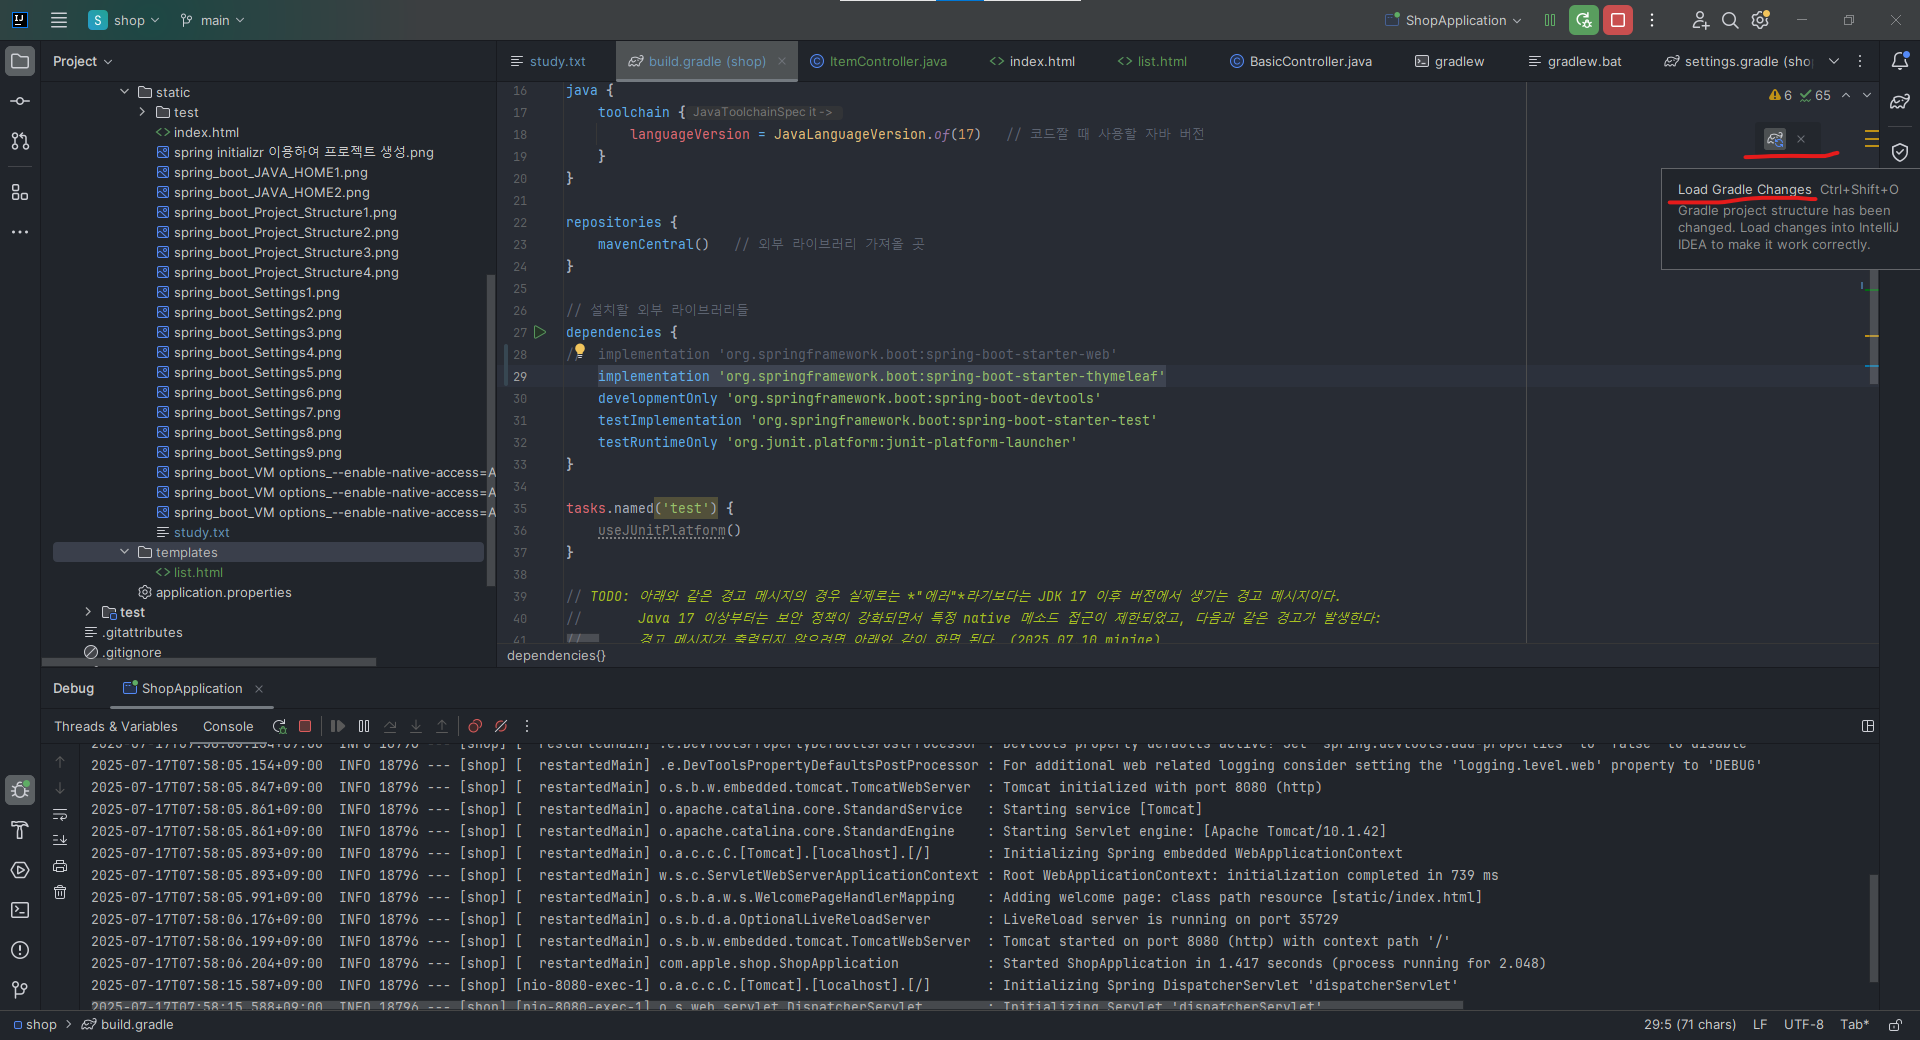 S shop
main
ShopApplication
Project
study.txt
build.gradle (shop)
ItemController.java
index.html
list.html
BasicController.java
gradlew
gradlew.bat
settings.gradle (shop
static
test
index.html
spring initializr 이용하여 프로젝트 생성.png
spring_boot_JAVA_HOME1.png
spring_boot_JAVA_HOME2.png
spring_boot_Project_Structure1.png
spring_boot_Project_Structure2.png
spring_boot_Project_Structure3.png
spring_boot_Project_Structure4.png
spring_boot_Settings1.png
spring_boot_Settings2.png
spring_boot_Settings3.png
spring_boot_Settings4.png
spring_boot_Settings5.png
spring_boot_Settings6.png
spring_boot_Settings7.png
spring_boot_Settings8.png
spring_boot_Settings9.png
spring_boot_VM options_--enable-native-access=A
spring_boot_VM options_--enable-native-access=A
spring_boot_VM options_--enable-native-access=A
study.txt
templates
list.html
application.properties
test
.gitattributes
.gitignore
6 65
16 java {
17 toolchain { JavaToolchainSpec it ->
18 languageVersion = JavaLanguageVersion.of(17) // 코드짤 때 사용할 자바 버전
19 }
20 }
21
22 repositories {
23 mavenCentral() // 외부 라이브러리 가져올 곳
24 }
25
26 // 설치할 외부 라이브러리들
27 dependencies {
28 // implementation 'org.springframework.boot:spring-boot-starter-web'
29 implementation 'org.springframework.boot:spring-boot-starter-thymeleaf'
30 developmentOnly 'org.springframework.boot:spring-boot-devtools'
31 testImplementation 'org.springframework.boot:spring-boot-starter-test'
32 testRuntimeOnly 'org.junit.platform:junit-platform-launcher'
33 }
34
35 tasks.named('test') {
36 useJUnitPlatform()
37 }
38
39 // TODO: 아래와 같은 경고 메시지의 경우 실제로는 *"에러"*라기보다는 JDK 17 이후 버전에서 생기는 경고 메시지이다.
40 // Java 17 이상부터는 보안 정책이 강화되면서 특정 native 메소드 접근이 제한되었고, 다음과 같은 경고가 발생한다:
41 // 경고 메시지가 출력되지 않으려면 아래와 같이 하면 된다. (2025.07.10 minjae)
Load Gradle Changes Ctrl+Shift+O
Gradle project structure has been
changed. Load changes into IntelliJ
IDEA to make it work correctly.
dependencies{}
Debug
ShopApplication
Threads & Variables
Console
2025-07-17T07:58:05.154+09:00 INFO 18796 --- [shop] [ restartedMain] .e.DevToolsPropertyDefaultsPostProcessor : Devtools property defaults active! Set 'spring.devtools.add-properties' to 'false' to disable
2025-07-17T07:58:05.154+09:00 INFO 18796 --- [shop] [ restartedMain] .e.DevToolsPropertyDefaultsPostProcessor : For additional web related logging consider setting the 'logging.level.web' property to 'DEBUG'
2025-07-17T07:58:05.847+09:00 INFO 18796 --- [shop] [ restartedMain] o.s.b.w.embedded.tomcat.TomcatWebServer : Tomcat initialized with port 8080 (http)
2025-07-17T07:58:05.861+09:00 INFO 18796 --- [shop] [ restartedMain] o.apache.catalina.core.StandardService : Starting service [Tomcat]
2025-07-17T07:58:05.861+09:00 INFO 18796 --- [shop] [ restartedMain] o.apache.catalina.core.StandardEngine : Starting Servlet engine: [Apache Tomcat/10.1.42]
2025-07-17T07:58:05.893+09:00 INFO 18796 --- [shop] [ restartedMain] o.a.c.c.C.[Tomcat].[localhost].[/] : Initializing Spring embedded WebApplicationContext
2025-07-17T07:58:05.893+09:00 INFO 18796 --- [shop] [ restartedMain] w.s.c.ServletWebServerApplicationContext : Root WebApplicationContext: initialization completed in 739 ms
2025-07-17T07:58:05.991+09:00 INFO 18796 --- [shop] [ restartedMain] o.s.b.a.w.s.WelcomePageHandlerMapping : Adding welcome page: class path resource [static/index.html]
2025-07-17T07:58:06.176+09:00 INFO 18796 --- [shop] [ restartedMain] o.s.b.d.a.OptionalLiveReloadServer : LiveReload server is running on port 35729
2025-07-17T07:58:06.199+09:00 INFO 18796 --- [shop] [ restartedMain] o.s.b.w.embedded.tomcat.TomcatWebServer : Tomcat started on port 8080 (http) with context path '/'
2025-07-17T07:58:06.204+09:00 INFO 18796 --- [shop] [ restartedMain] com.apple.shop.ShopApplication : Started ShopApplication in 1.417 seconds (process running for 2.048)
2025-07-17T07:58:15.587+09:00 INFO 18796 --- [shop] [nio-8080-exec-1] o.a.c.c.C.[Tomcat].[localhost].[/] : Initializing Spring DispatcherServlet 'dispatcherServlet'
2025-07-17T07:58:15.588+09:00 INFO 18796 --- [shop] [nio-8080-exec-1] o.s.web.servlet.DispatcherServlet : Initializing Servlet 'dispatcherServlet'
shop > build.gradle
29:5 (71 chars) LF UTF-8 Tab*